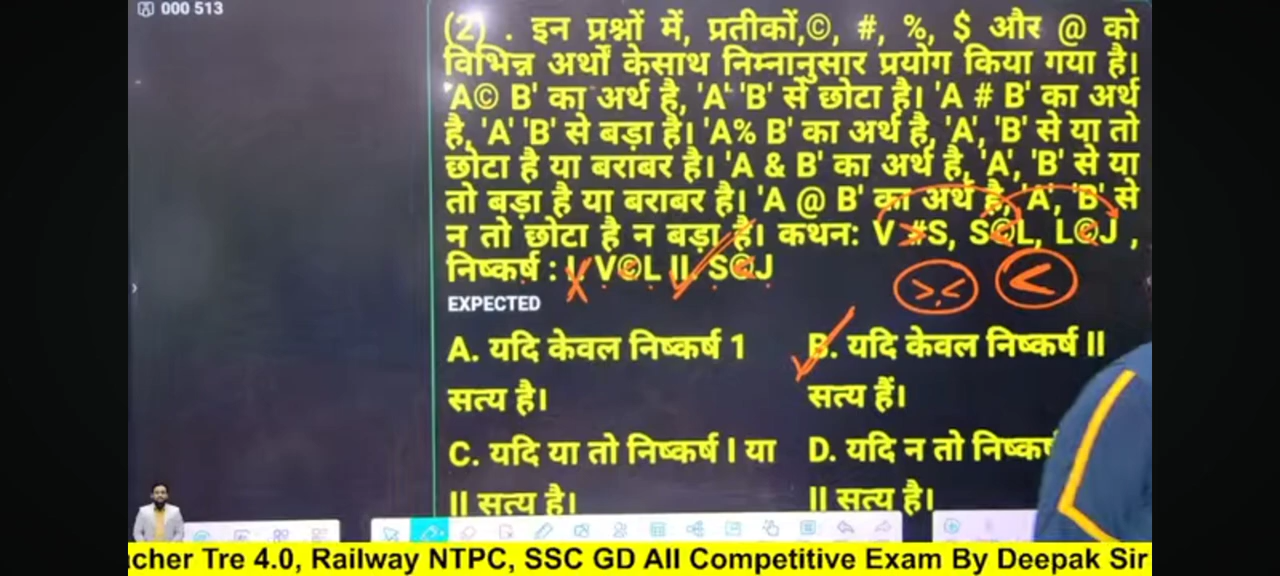 000 513
(2) . इन प्रश्नों में, प्रतीकों,©, #, %, $ और @ को
विभिन्न अर्थों केसाथ निम्नानुसार प्रयोग किया गया है।
'A© B' का अर्थ है, 'A' 'B' से छोटा है। 'A # B' का अर्थ
है, 'A' 'B' से बड़ा है। 'A% B' का अर्थ है, 'A', 'B' से या तो
छोटा है या बराबर है। 'A & B' का अर्थ है, 'A', 'B' से या
तो बड़ा है या बराबर है। 'A @ B' का अर्थ है, 'A', 'B' से
न तो छोटा है न बड़ा है। कथन: V #S, S©L, L©J ,
निष्कर्ष : I. V©L II. S©J
> <
<
EXPECTED
A. यदि केवल निष्कर्ष 1
सत्य है।
B. यदि केवल निष्कर्ष II
सत्य हैं।
C. यदि या तो निष्कर्ष I या
II सत्य है।
D. यदि न तो
II सत्य है।
cher Tre 4.0, Railway NTPC, SSC GD All Competitive Exam By Deepak Sir